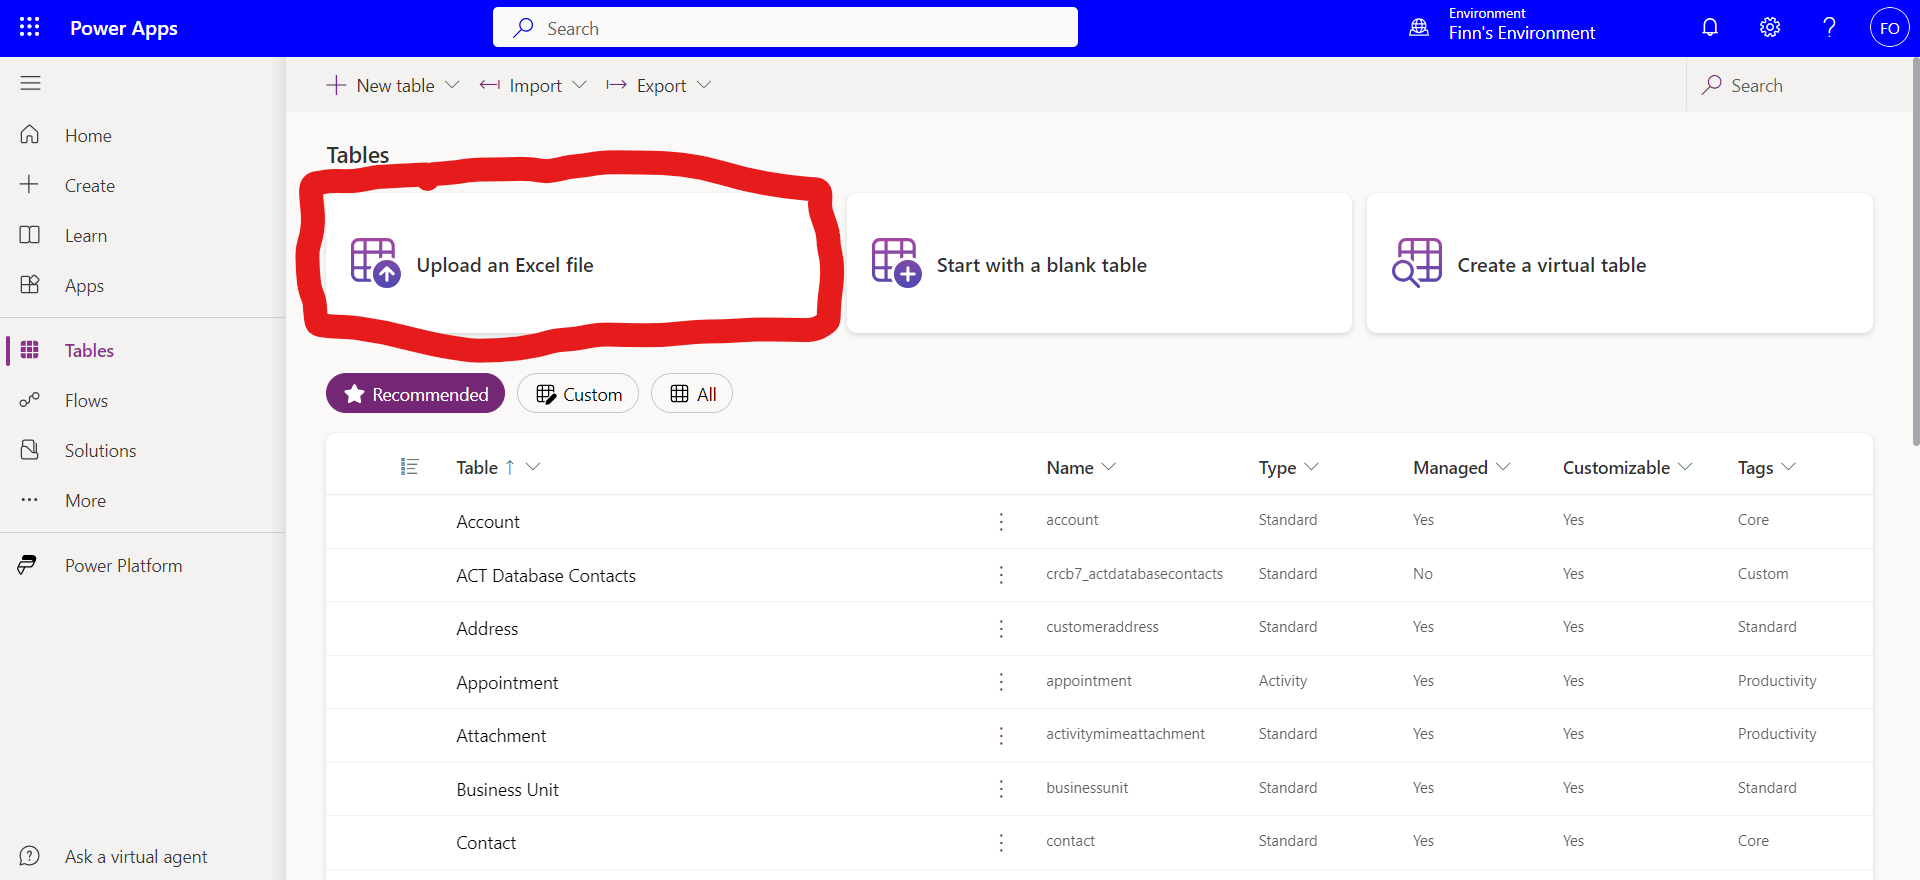 Power Apps
Search
Environment
Finn's Environment
?
FO
New table
Import
Export
Search
Home
Create
Learn
Apps
Tables
Flows
Solutions
More
Power Platform
Ask a virtual agent
Tables
Upload an Excel file
Start with a blank table
Create a virtual table
Recommended
Custom
All
Table ↑ Name Type Managed Customizable Tags
Account account Standard Yes Yes Core
ACT Database Contacts crcb7_actdatabasecontacts Standard No Yes Custom
Address customeraddress Standard Yes Yes Standard
Appointment appointment Activity Yes Yes Productivity
Attachment activitymimeattachment Standard Yes Yes Productivity
Business Unit businessunit Standard Yes Yes Standard
Contact contact Standard Yes Yes Core